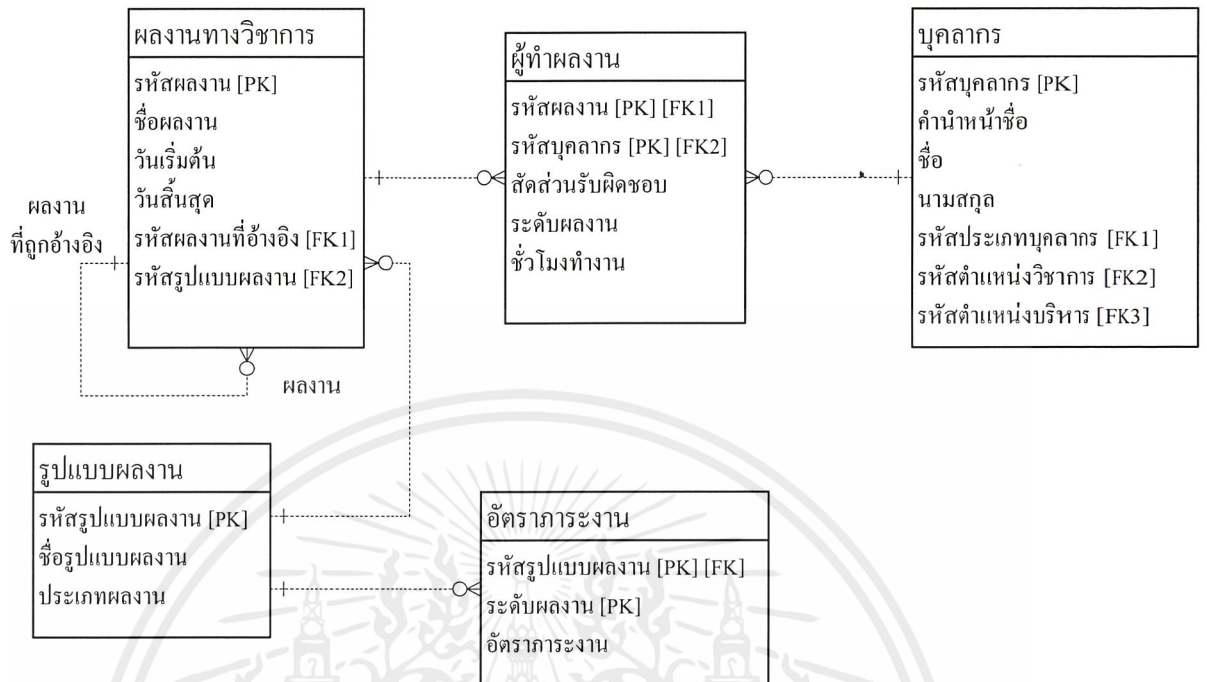 ผลงานทางวิชาการ
รหัสผลงาน [PK]
ชื่อผลงาน
วันเริ่มต้น
วันสิ้นสุด
รหัสผลงานที่อ้างอิง [FK1]
รหัสรูปแบบผลงาน [FK2]
ผลงาน
ที่ถูกอ้างอิง
ผลงาน
ผู้ทำผลงาน
รหัสผลงาน [PK] [FK1]
รหัสบุคลากร [PK] [FK2]
สัดส่วนรับผิดชอบ
ระดับผลงาน
ชั่วโมงทำงาน
บุคลากร
รหัสบุคลากร [PK]
คำนำหน้าชื่อ
ชื่อ
นามสกุล
รหัสประเภทบุคลากร [FK1]
รหัสตำแหน่งวิชาการ [FK2]
รหัสตำแหน่งบริหาร [FK3]
รูปแบบผลงาน
รหัสรูปแบบผลงาน [PK]
ชื่อรูปแบบผลงาน
ประเภทผลงาน
อัตราภาระงาน
รหัสรูปแบบผลงาน [PK] [FK]
ระดับผลงาน [PK]
อัตราภาระงาน